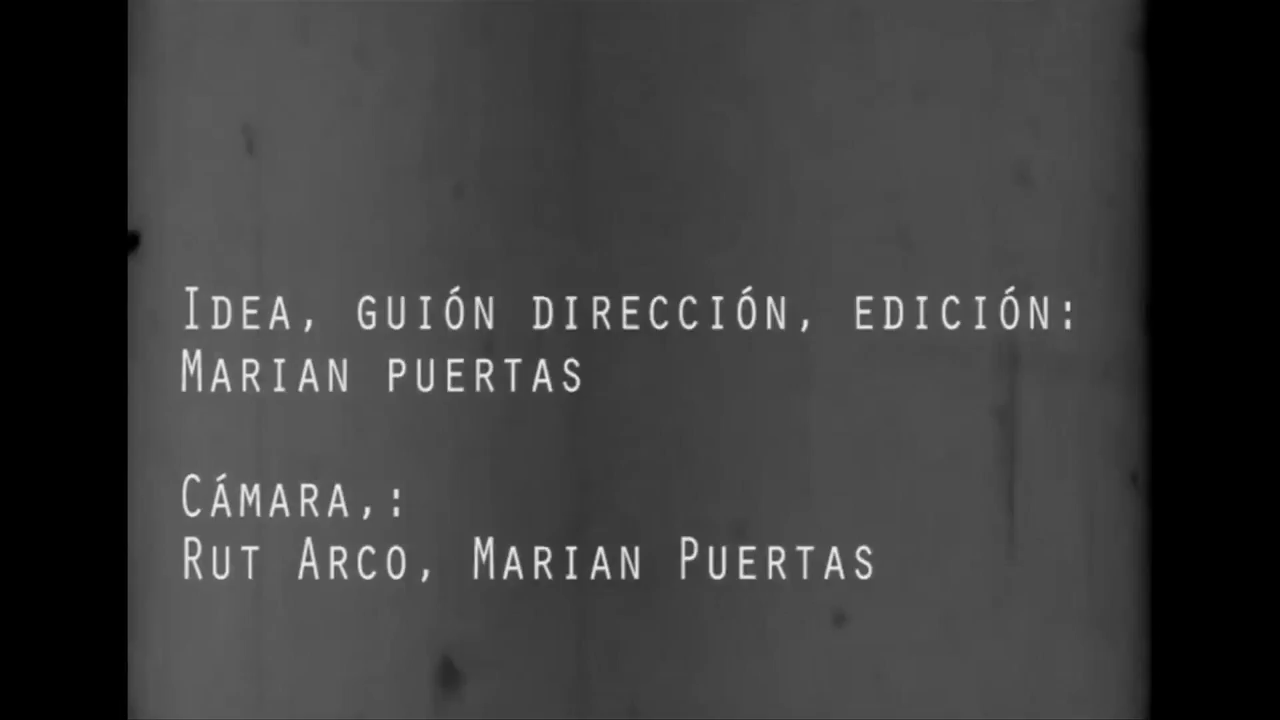 Idea, guión dirección, edición:
Marian puertas
Cámara,:
Rut Arco, Marian Puertas